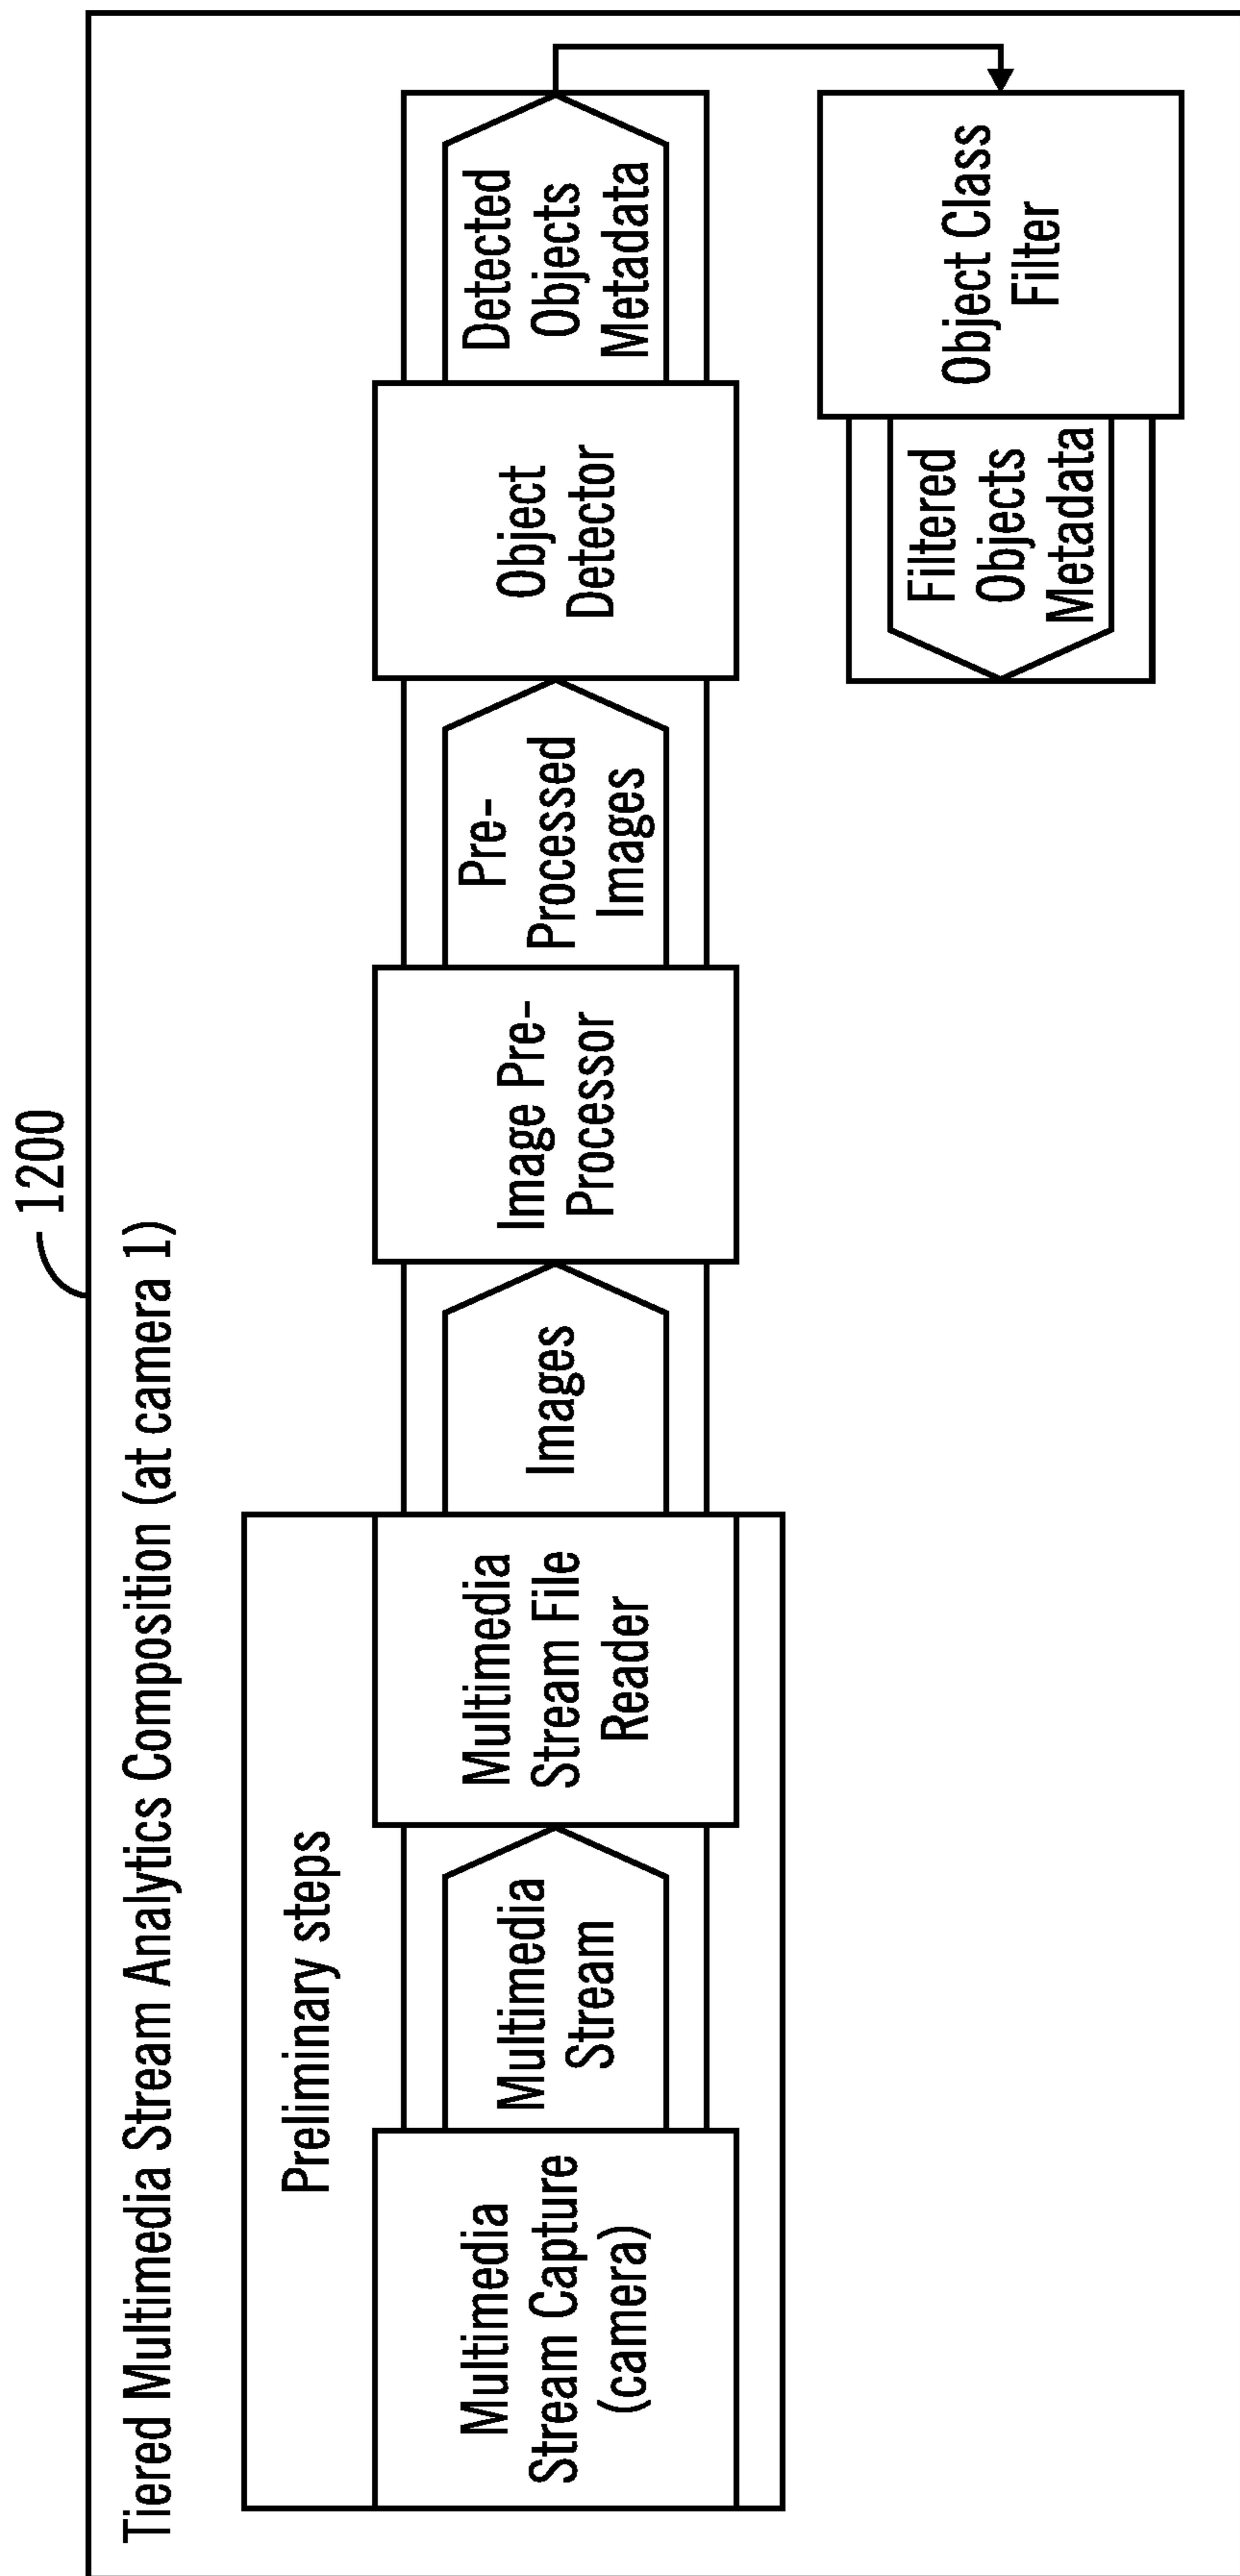 1200
Tiered Multimedia Stream Analytics Composition (at camera 1)
Preliminary steps
Multimedia
Stream Capture
(camera)
Multimedia
Stream
Multimedia
Stream File
Reader
Images
Image Pre-
Processor
Pre-
Processed
Images
Object
Detector
Detected
Objects
Metadata
Object Class
Filter
Filtered
Objects
Metadata